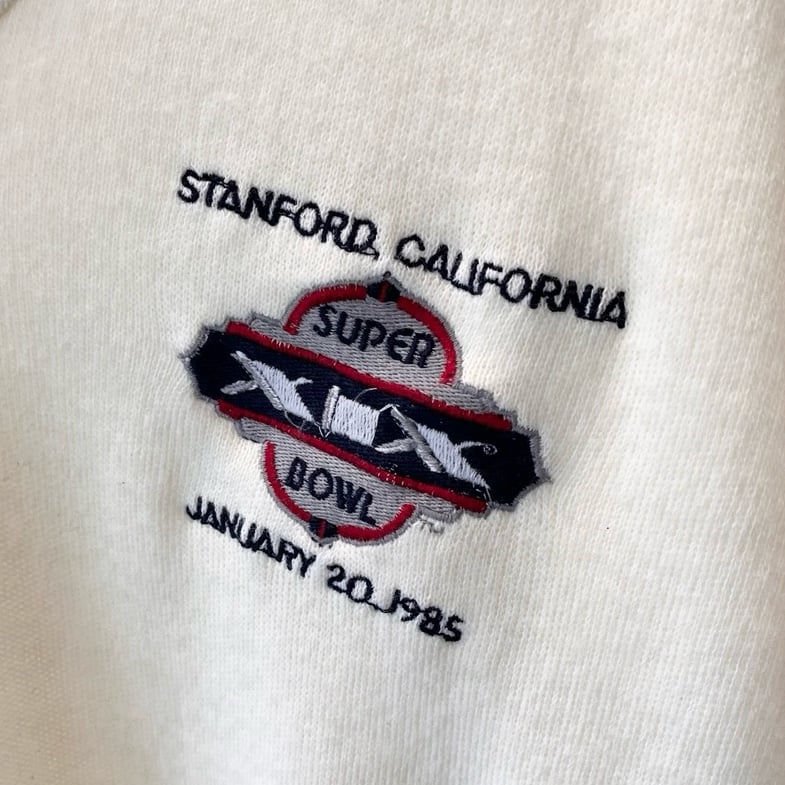 STANFORD, CALIFORNIA
SUPER
XIX
BOWL
JANUARY 20, 1985